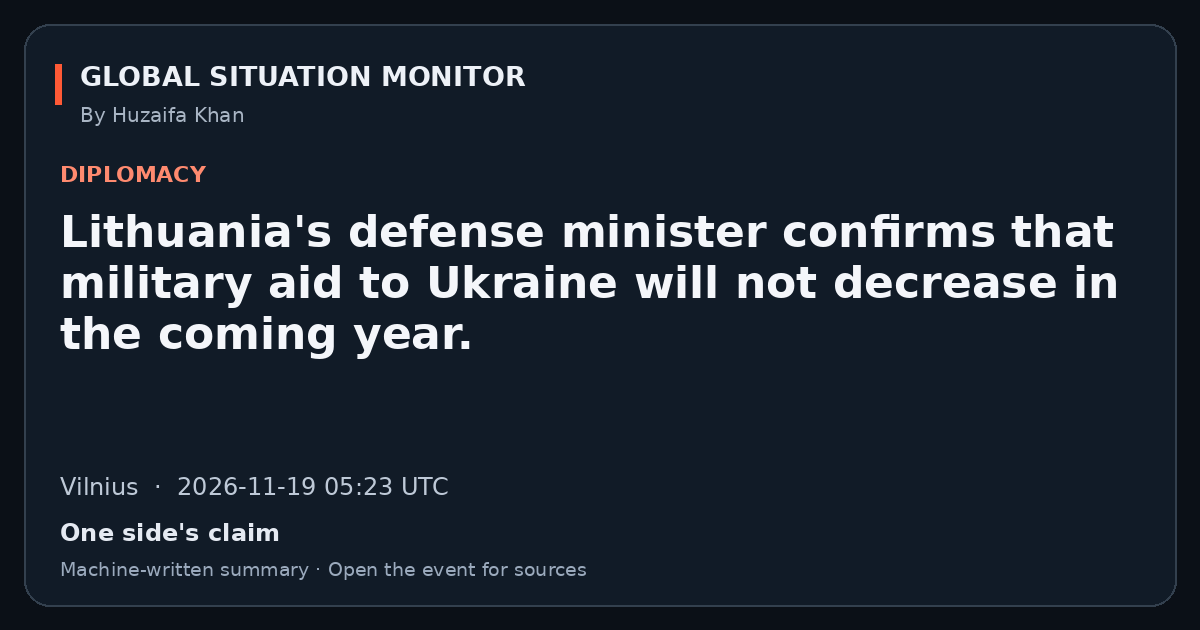 GLOBAL SITUATION MONITOR
By Huzaifa Khan
DIPLOMACY
Lithuania's defense minister confirms that
military aid to Ukraine will not decrease in
the coming year.
Vilnius · 2026-11-19 05:23 UTC
One side's claim
Machine-written summary · Open the event for sources